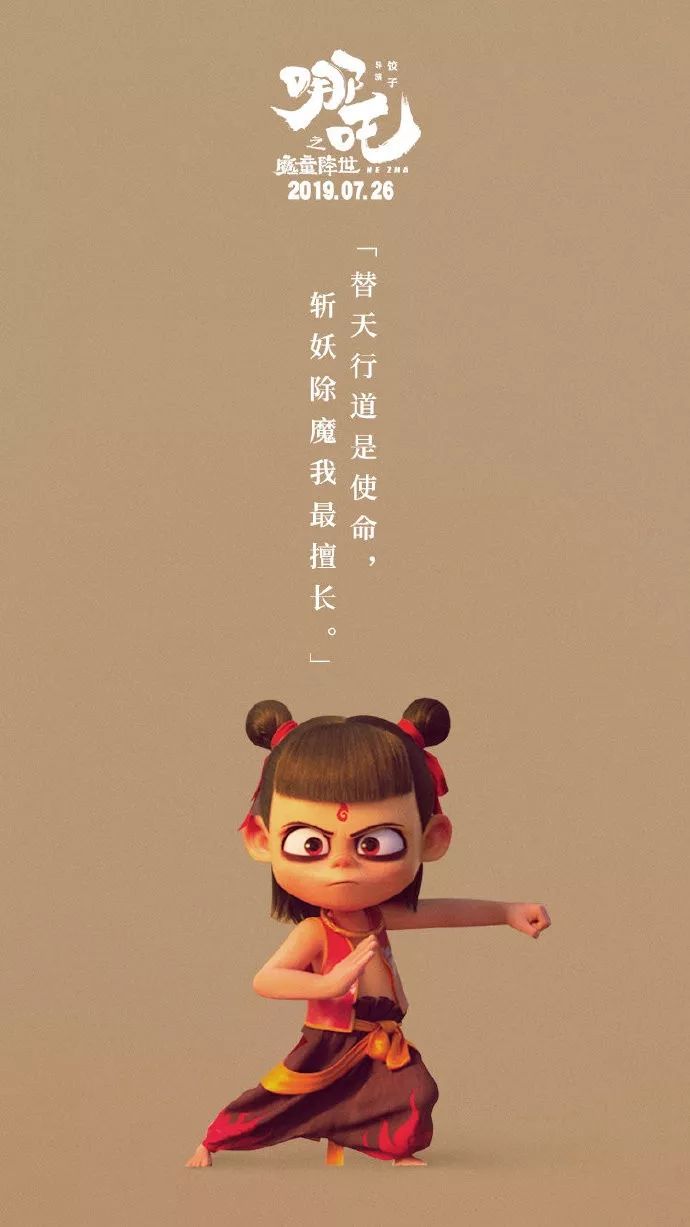 哪吒
之
魔童降世
NE ZHA
导演
饺子
2019.07.26
「替天行道是使命，
斩妖除魔我最擅长。」